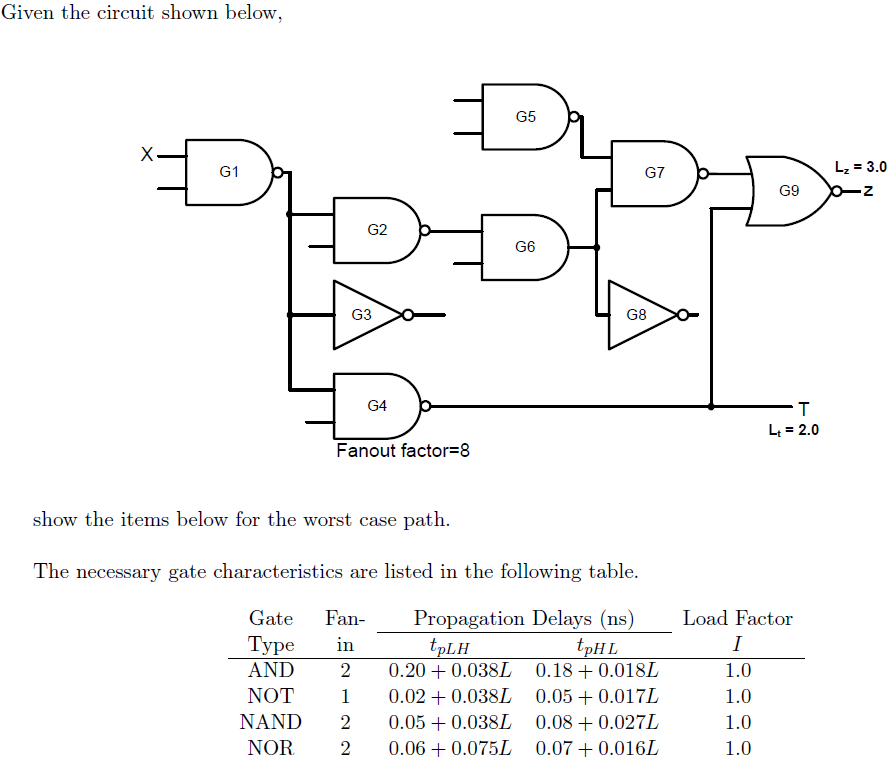 Given the circuit shown below,
G5
X
G1
G7
L_z = 3.0
G9
Z
G2
G6
G3
G8
G4
T
L_t = 2.0
Fanout factor=8
show the items below for the worst case path.
The necessary gate characteristics are listed in the following table.
Gate Fan- Propagation Delays (ns) Load Factor
Type in t_pLH t_pHL I
AND 2 0.20 + 0.038L 0.18 + 0.018L 1.0
NOT 1 0.02 + 0.038L 0.05 + 0.017L 1.0
NAND 2 0.05 + 0.038L 0.08 + 0.027L 1.0
NOR 2 0.06 + 0.075L 0.07 + 0.016L 1.0